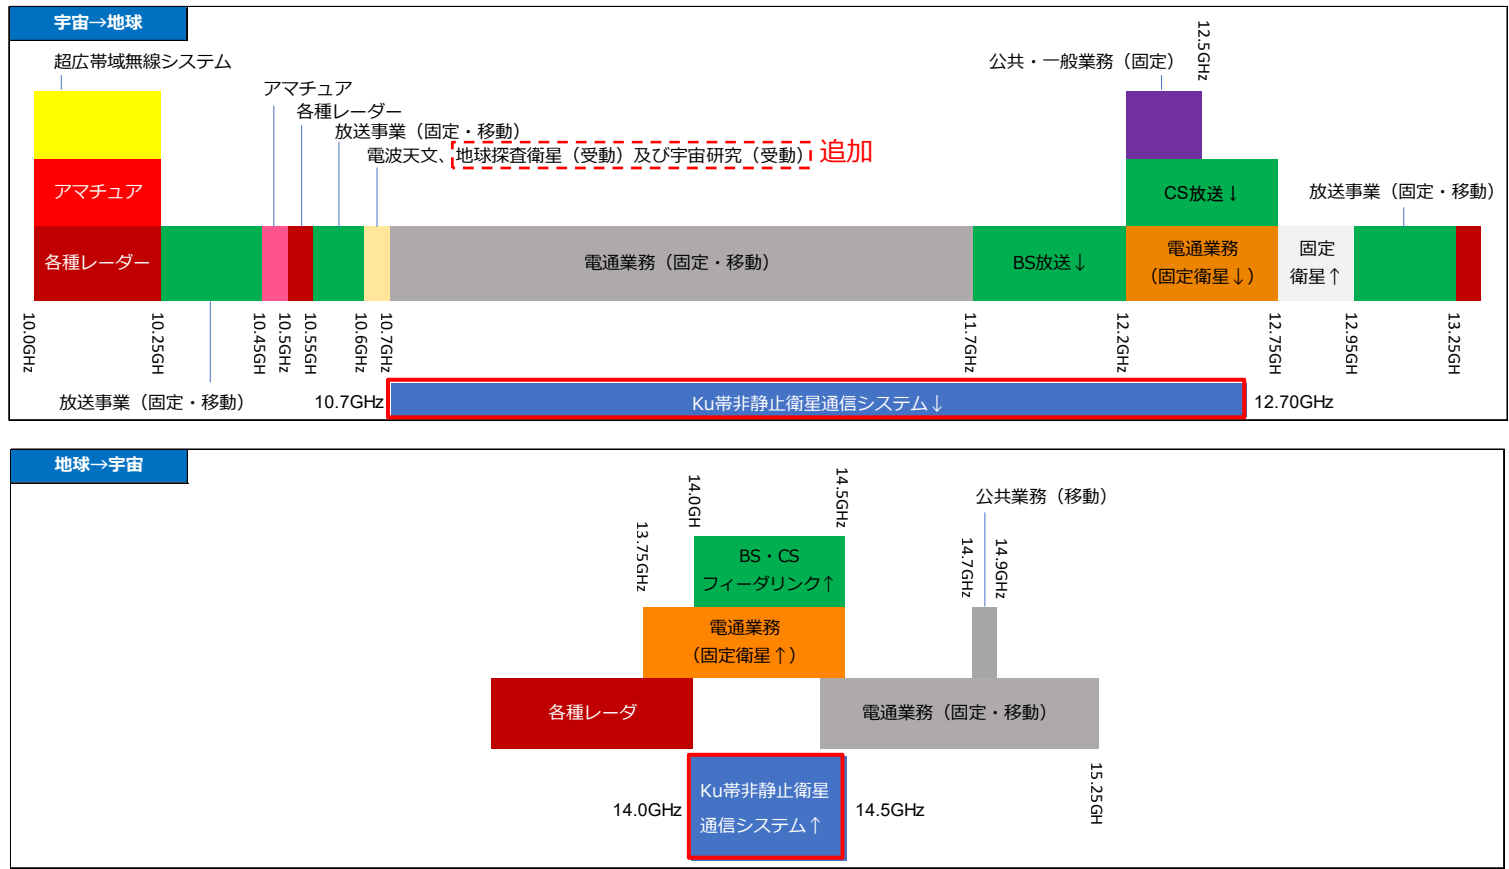 宇宙→地球
超広帯域無線システム
アマチュア
各種レーダー
放送事業（固定・移動）
電波天文、地球探査衛星（受動）及び宇宙研究（受動） 追加
公共・一般業務（固定）
12.5GHz
アマチュア
CS放送↓
放送事業（固定・移動）
各種レーダー
電通業務（固定・移動）
BS放送↓
電通業務
（固定衛星↓）
固定
衛星↑
10.0GHz
10.25GH
10.45GH
10.5GHz
10.55GH
10.6GHz
10.7GHz
11.7GHz
12.2GHz
12.75GH
12.95GH
13.25GH
放送事業（固定・移動）
10.7GHz
Ku帯非静止衛星通信システム↓
12.70GHz
地球→宇宙
13.75GHz
14.0GH
14.5GHz
公共業務（移動）
14.7GHz
14.9GHz
BS・CS
フィーダリンク↑
電通業務
（固定衛星↑）
各種レーダ
電通業務（固定・移動）
15.25GH
14.0GHz
Ku帯非静止衛星
通信システム↑
14.5GHz